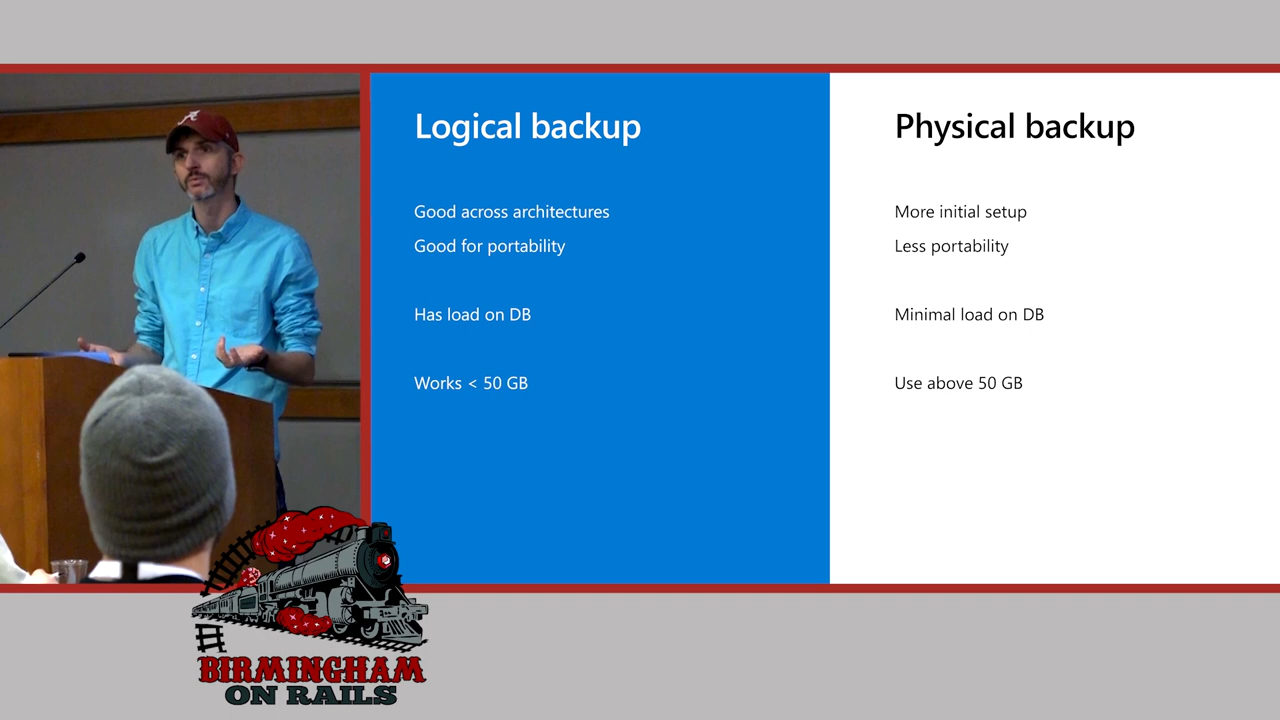 Logical backup
Good across architectures
Good for portability
Has load on DB
Works < 50 GB
Physical backup
More initial setup
Less portability
Minimal load on DB
Use above 50 GB
A
BIRMINGHAM
ON RAILS